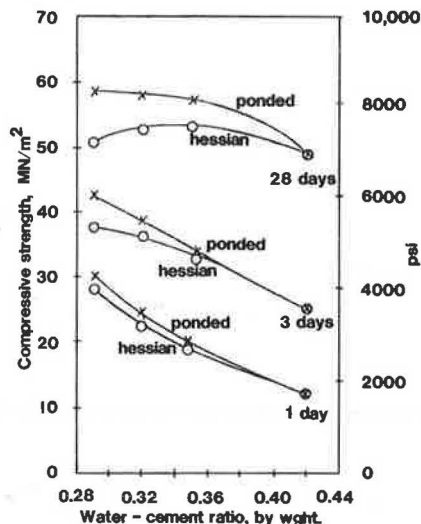 70
60
50
40
30
20
10
0
Compressive strength, MN/m²
10,000
8000
6000
4000
2000
0
psi
ponded
hessian
28 days
ponded
hessian
3 days
ponded
hessian
1 day
0.28 0.32 0.36 0.40 0.44
Water - cement ratio, by wght.